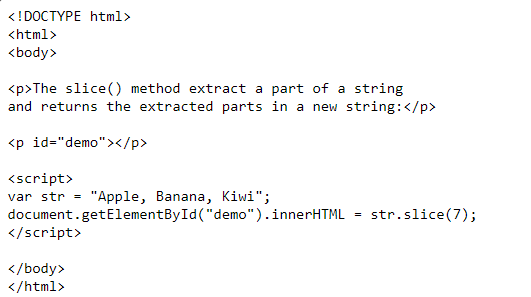 <!DOCTYPE html>
<html>
<body>
<p>The slice() method extract a part of a string
and returns the extracted parts in a new string:</p>
<p id="demo"></p>
<script>
var str = "Apple, Banana, Kiwi";
document.getElementById("demo").innerHTML = str.slice(7);
</script>
</body>
</html>